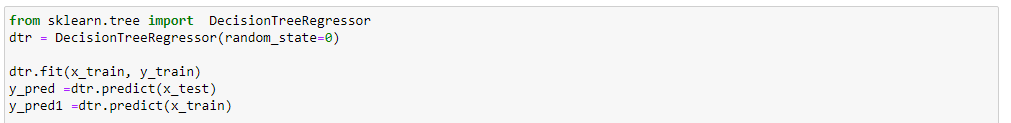 from sklearn.tree import  DecisionTreeRegressor
dtr = DecisionTreeRegressor(random_state=0)
dtr.fit(x_train, y_train)
y_pred =dtr.predict(x_test)
y_pred1 =dtr.predict(x_train)